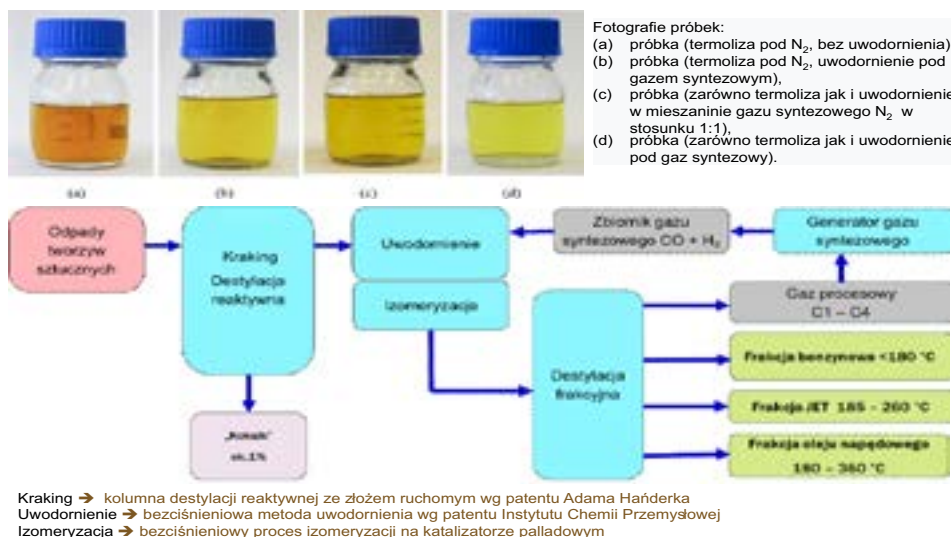 Fotografie próbek:
(a) próbka (termoliza pod N₂, bez uwodornienia)
(b) próbka (termoliza pod N₂, uwodornienie pod
gazem syntezowym),
(c) próbka (zarówno termoliza jak i uwodornienie
w mieszaninie gazu syntezowego N₂ w
stosunku 1:1),
(d) próbka (zarówno termoliza jak i uwodornienie
pod gaz syntezowy).
(a) (b) (c) (d)
Odpady
tworzyw
sztucznych
Kraking
Destylacja
reaktywna
Uwodornienie
Izomeryzacja
Zbiornik gazu
syntezowego CO + H₂
Generator gazu
syntezowego
Gaz procesowy
C1 – C4
Destylacja
frakcyjna
Frakcja benzynowa <180 °C
Frakcja JET 185 – 260 °C
Frakcja oleju napędowego
180 – 360 °C
ok.1%
Kraking ➔ kolumna destylacji reaktywnej ze złożem ruchomym wg patentu Adama Hańderka
Uwodornienie ➔ bezciśnieniowa metoda uwodornienia wg patentu Instytutu Chemii Przemysłowej
Izomeryzacja ➔ bezciśnieniowy proces izomeryzacji na katalizatorze palladowym